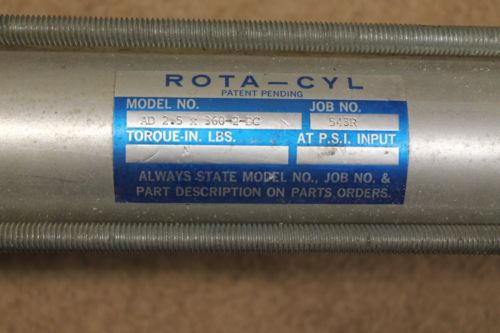 ROTA-CYL
PATENT PENDING
MODEL NO. JOB NO.
AD 2.5 x 360-2-BC 543R
TORQUE-IN. LBS. AT P.S.I. INPUT
ALWAYS STATE MODEL NO., JOB NO. &
PART DESCRIPTION ON PARTS ORDERS.